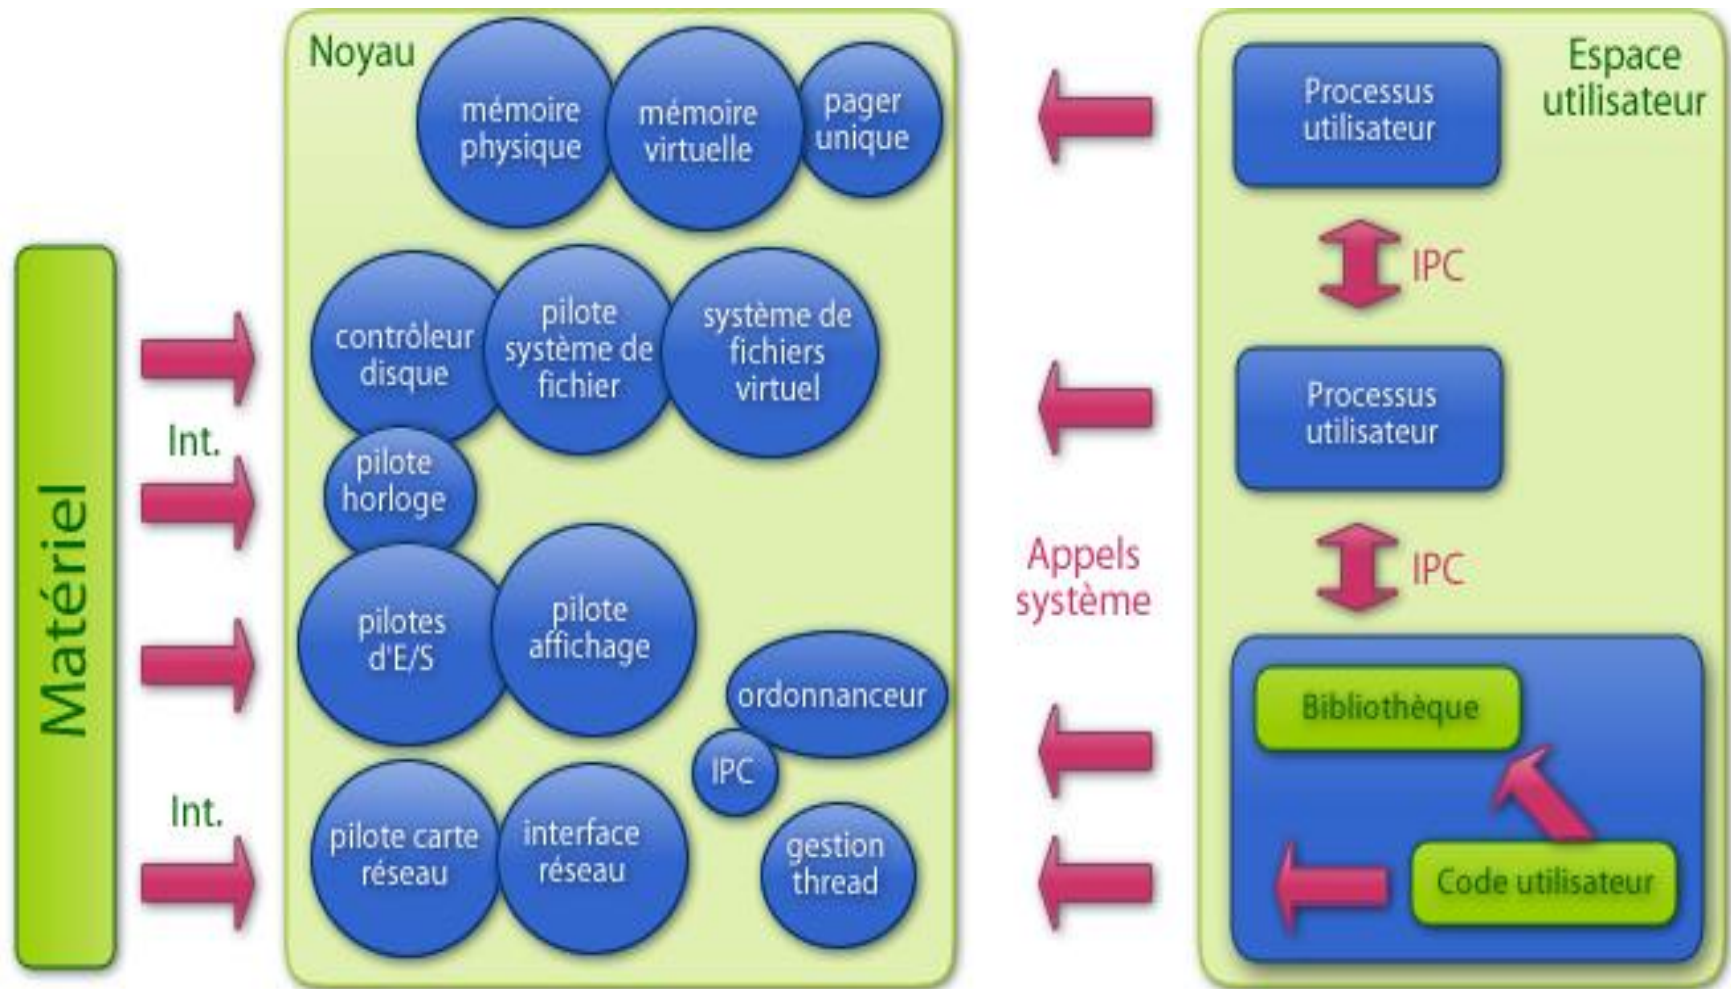 Noyau
mémoire
physique
mémoire
virtuelle
pager
unique
contrôleur
disque
pilote
système de
fichier
système de
fichiers
virtuel
pilote
horloge
pilotes
d'E/S
pilote
affichage
ordonnanceur
IPC
pilote carte
réseau
interface
réseau
gestion
thread
Matériel
Int.
Int.
Appels
système
Espace
utilisateur
Processus
utilisateur
IPC
Processus
utilisateur
IPC
Bibliothèque
Code utilisateur